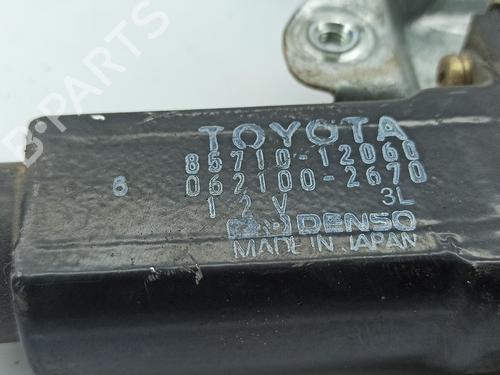 TOYOTA
85710-12060
6 062100-2670
12V 3L
DENSO
MADE IN JAPAN